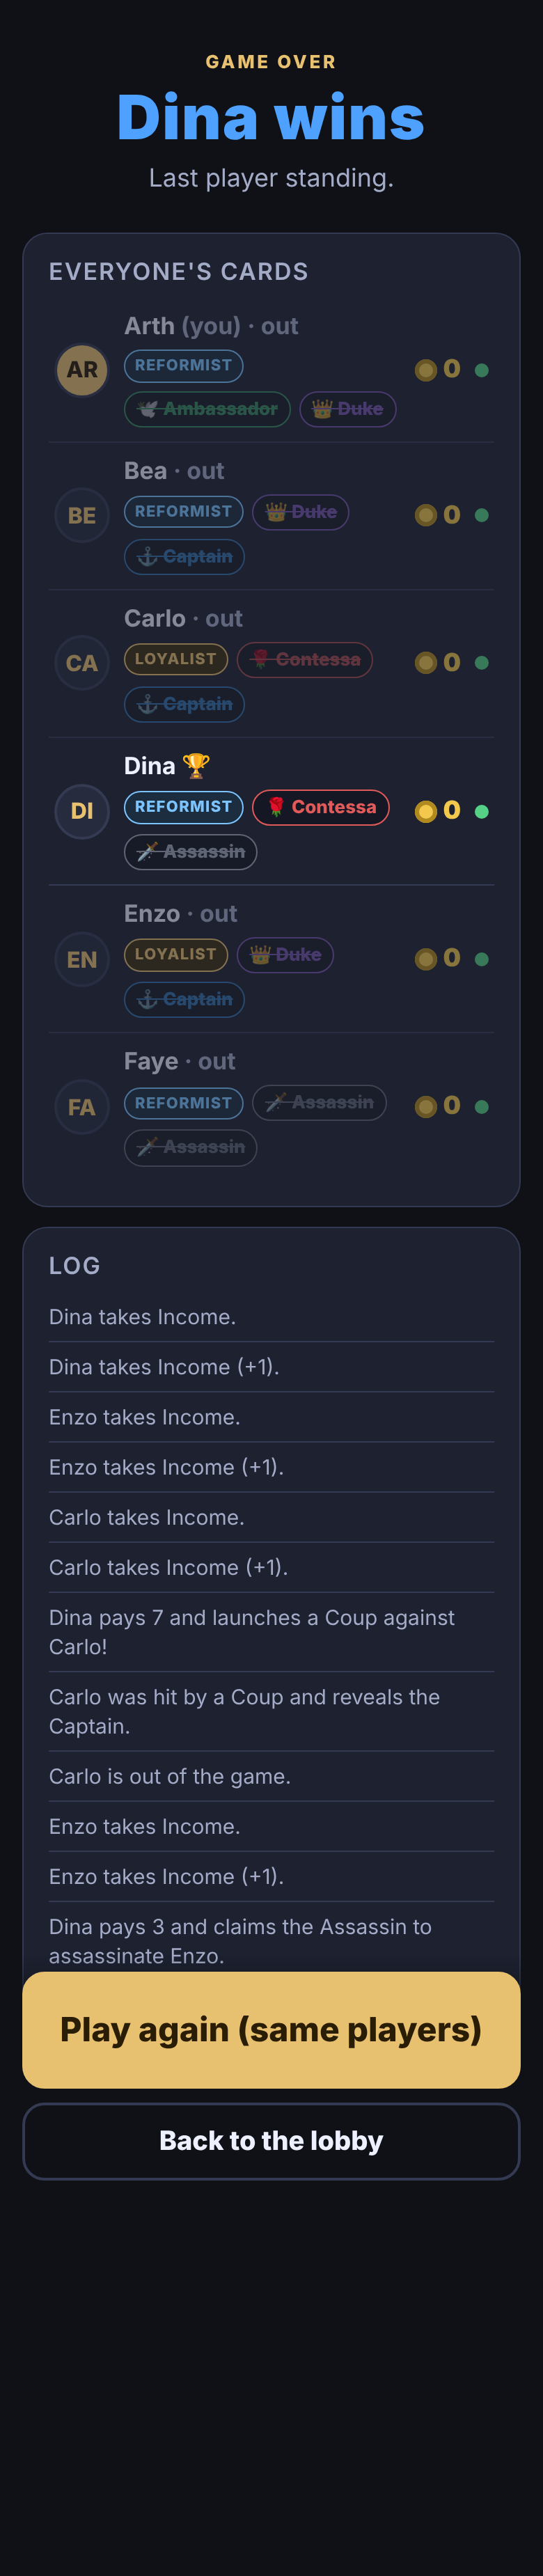 GAME OVER
Dina wins
Last player standing.
EVERYONE'S CARDS
AR
Arth (you) · out
REFORMIST
🕊️ Ambassador 👑 Duke
0
BE
Bea · out
REFORMIST 👑 Duke
⚓ Captain
0
CA
Carlo · out
LOYALIST 🌹 Contessa
⚓ Captain
0
DI
Dina 🏆
REFORMIST 🌹 Contessa
🗡️ Assassin
0
EN
Enzo · out
LOYALIST 👑 Duke
⚓ Captain
0
FA
Faye · out
REFORMIST 🗡️ Assassin
🗡️ Assassin
0
LOG
Dina takes Income.
Dina takes Income (+1).
Enzo takes Income.
Enzo takes Income (+1).
Carlo takes Income.
Carlo takes Income (+1).
Dina pays 7 and launches a Coup against
Carlo!
Carlo was hit by a Coup and reveals the
Captain.
Carlo is out of the game.
Enzo takes Income.
Enzo takes Income (+1).
Dina pays 3 and claims the Assassin to
assassinate Enzo.
Play again (same players)
Back to the lobby